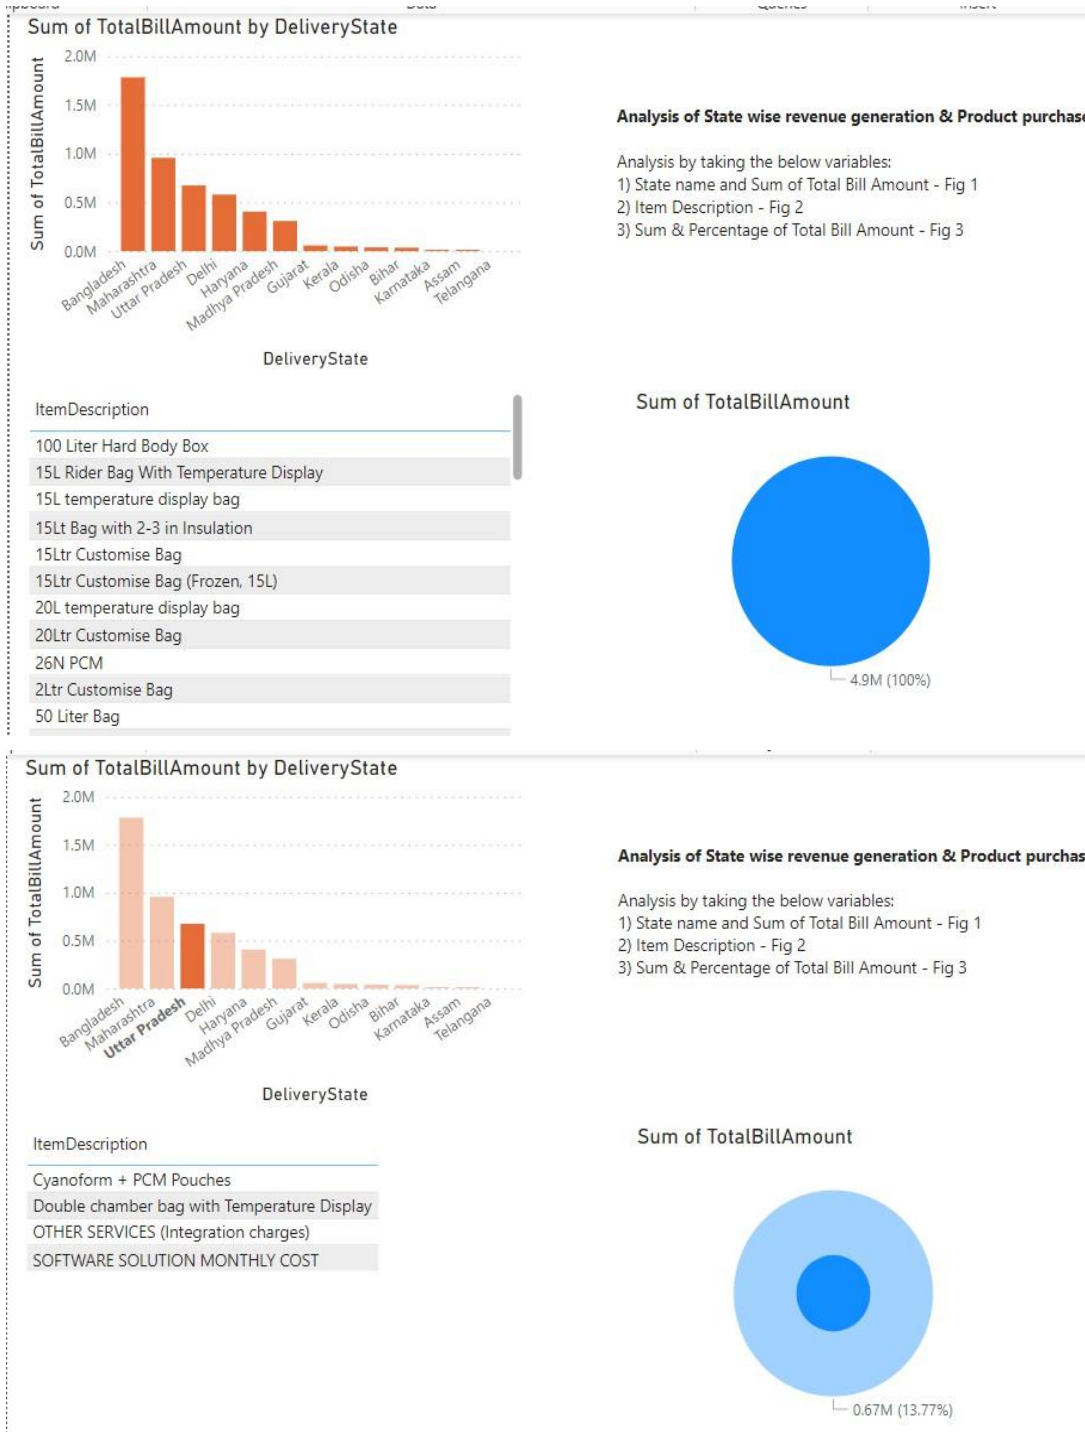 Sum of TotalBillAmount by DeliveryState
Sum of TotalBillAmount
2.0M
1.5M
1.0M
0.5M
0.0M
Bangladesh
Maharashtra
Uttar Pradesh
Delhi
Haryana
Madhya Pradesh
Gujarat
Kerala
Odisha
Bihar
Karnataka
Assam
Telangana
DeliveryState
Analysis of State wise revenue generation & Product purchase
Analysis by taking the below variables:
1) State name and Sum of Total Bill Amount - Fig 1
2) Item Description - Fig 2
3) Sum & Percentage of Total Bill Amount - Fig 3
ItemDescription
100 Liter Hard Body Box
15L Rider Bag With Temperature Display
15L temperature display bag
15Lt Bag with 2-3 in Insulation
15Ltr Customise Bag
15Ltr Customise Bag (Frozen, 15L)
20L temperature display bag
20Ltr Customise Bag
26N PCM
2Ltr Customise Bag
50 Liter Bag
Sum of TotalBillAmount
4.9M (100%)
Sum of TotalBillAmount by DeliveryState
Sum of TotalBillAmount
2.0M
1.5M
1.0M
0.5M
0.0M
Bangladesh
Maharashtra
Uttar Pradesh
Delhi
Haryana
Madhya Pradesh
Gujarat
Kerala
Odisha
Bihar
Karnataka
Assam
Telangana
DeliveryState
Analysis of State wise revenue generation & Product purchas
Analysis by taking the below variables:
1) State name and Sum of Total Bill Amount - Fig 1
2) Item Description - Fig 2
3) Sum & Percentage of Total Bill Amount - Fig 3
ItemDescription
Cyanoform + PCM Pouches
Double chamber bag with Temperature Display
OTHER SERVICES (Integration charges)
SOFTWARE SOLUTION MONTHLY COST
Sum of TotalBillAmount
0.67M (13.77%)